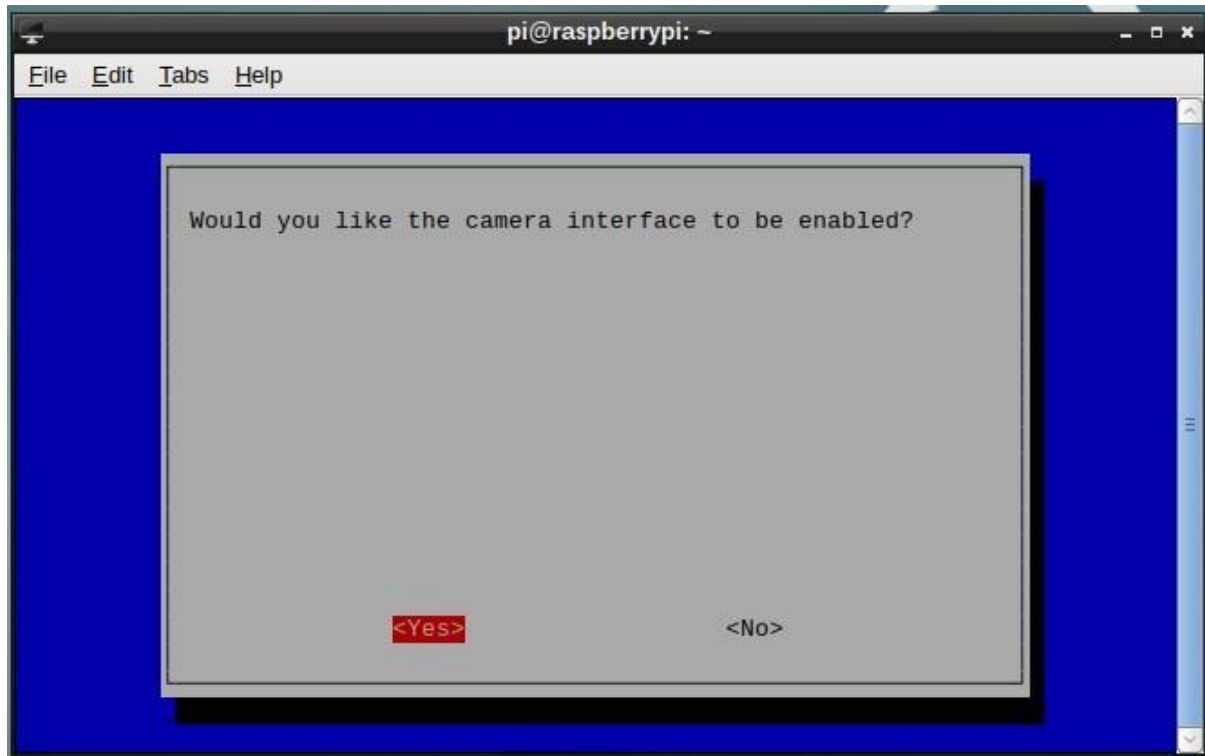 pi@raspberrypi: ~
File Edit Tabs Help
Would you like the camera interface to be enabled?
<Yes> <No>